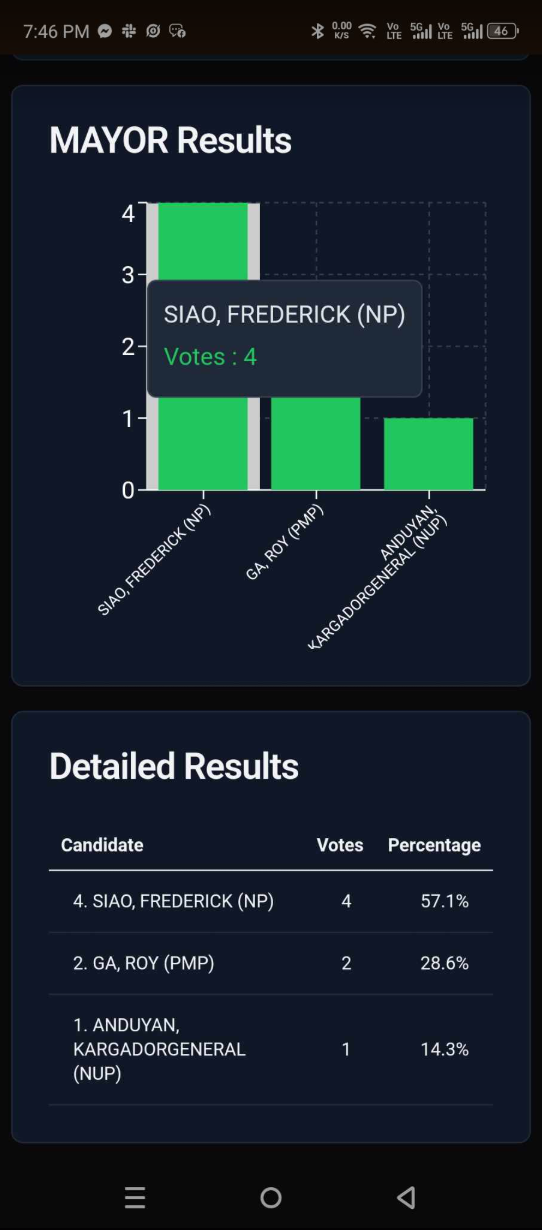 7:46 PM
0.00
K/S
Vo
LTE
5G
Vo
LTE
5G
46
MAYOR Results
4
3
2
1
0
SIAO, FREDERICK (NP)
Votes : 4
SIAO, FREDERICK (NP)
GA, ROY (PMP)
ANDUYAN,
KARGADORGENERAL (NUP)
Detailed Results
Candidate Votes Percentage
4. SIAO, FREDERICK (NP) 4 57.1%
2. GA, ROY (PMP) 2 28.6%
1. ANDUYAN,
KARGADORGENERAL 1 14.3%
(NUP)